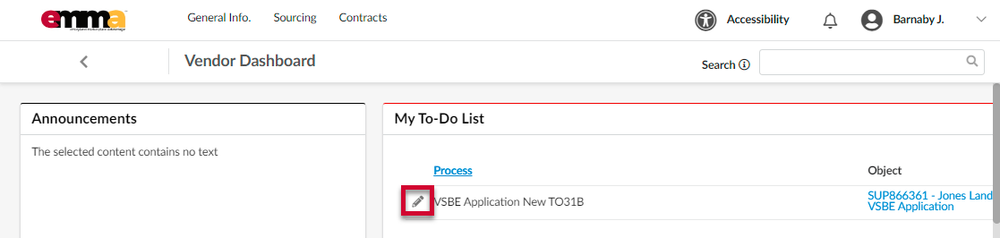 emma
General Info.
Sourcing
Contracts
Accessibility
Barnaby J.
Vendor Dashboard
Search
Announcements
The selected content contains no text
My To-Do List
Process
Object
VSBE Application New TO31B
SUP866361 - Jones Land
VSBE Application